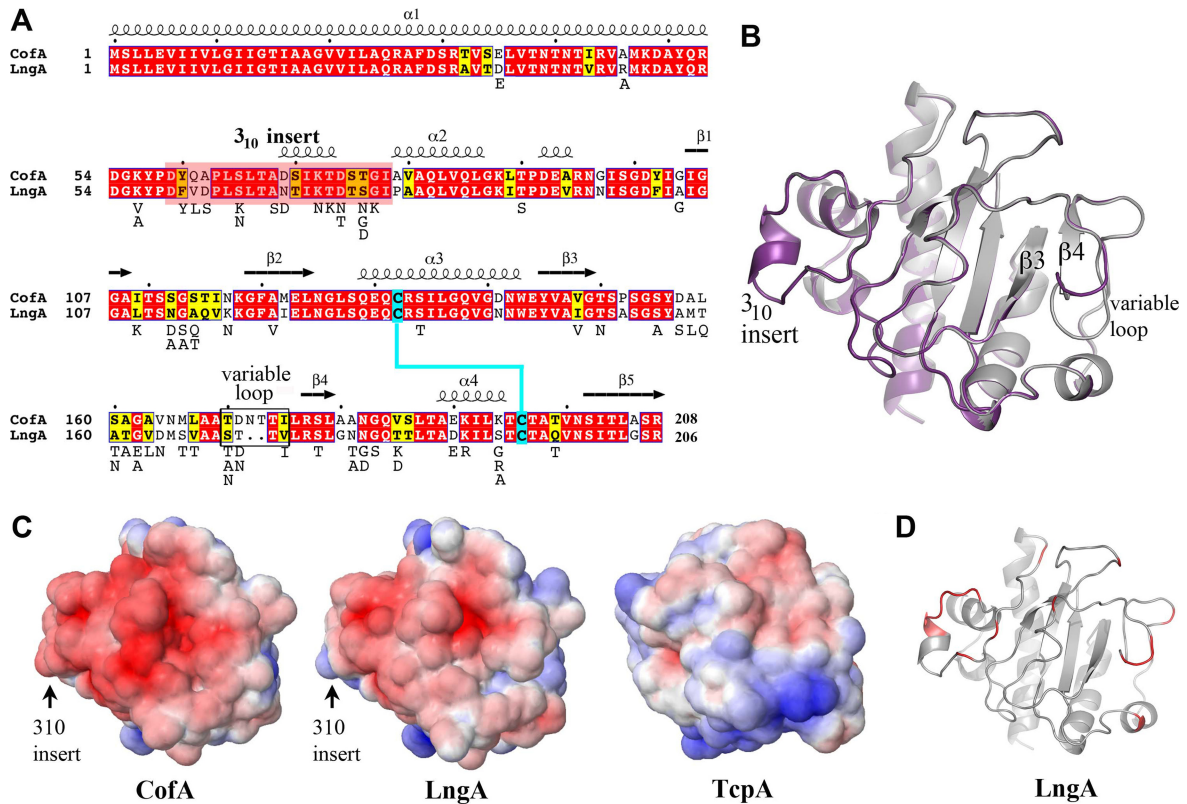 A
α1
CofA 1 MSLLEVIIVLGIIGTIAAGVVILAQRAFDSRTVSELVTNTNTIRVAMKDAYQR
LngA 1 MSLLEVIIVLGIIGTIAAGVVILAQRAFDSRAVTDLVTNTNTVRVRMKDAYQR
E A
3₁₀ insert α2 β1
CofA 54 DGKYPDYQAPLSLTADSIKTDSTGIAVAQLVQLGKLTPDEARNGISGDYIGIG
LngA 54 DGKYPDFVDPLSLTANTIKTDTSGIPAAQLVQLGKITPDEVRNNISGDFIAIG
V YLS K SD NKN NK S G
A N T G
D
β2 α3 β3
CofA 107 GAITSSGSTINKGFAMELNGLSQEQCRSILGQVGDNWEYVAVGTSPSGSYDAL
LngA 107 GALTSNGAQVKKGFAIELNGLSQEQCRSILGQVGDNWEYVAIGTSASGSYAMT
K DSQ N V T V N A SLQ
AAT
variable loop β4 α4 β5
CofA 160 SAGAVNMLAATDNTTILRSLAANGQVSLTAEKILKTCTATVNSITLASR 208
LngA 160 ATGVDMSVAAST..TVLRSLGNNGQTTLTADKILSTCTAQVNSITLGSR 206
TAELN TT TD I T TGS K ER S T
N A AN AD D R
N A
B
3₁₀
insert
β3
β4
variable
loop
C
310
insert
CofA
310
insert
LngA
TcpA
D
LngA